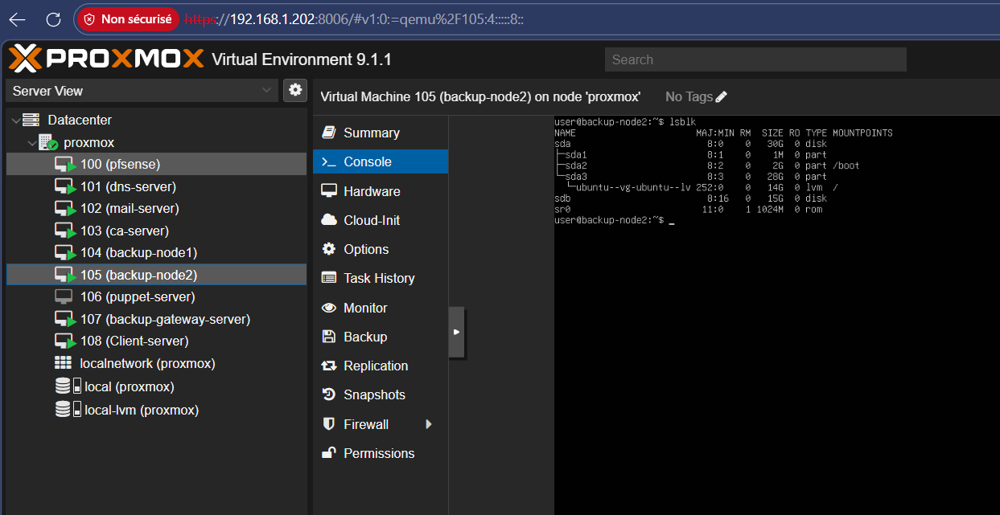 Non sécurisé https://192.168.1.202:8006/#v1:0:=qemu%2F105:4:::::8::
PROXMOX Virtual Environment 9.1.1
Search
Server View
Virtual Machine 105 (backup-node2) on node 'proxmox'
No Tags
Datacenter
proxmox
100 (pfsense)
101 (dns-server)
102 (mail-server)
103 (ca-server)
104 (backup-node1)
105 (backup-node2)
106 (puppet-server)
107 (backup-gateway-server)
108 (Client-server)
localnetwork (proxmox)
local (proxmox)
local-lvm (proxmox)
Summary
Console
Hardware
Cloud-Init
Options
Task History
Monitor
Backup
Replication
Snapshots
Firewall
Permissions
user@backup-node2:~$ lsblk
NAME MAJ:MIN RM SIZE RO TYPE MOUNTPOINTS
sda 8:0 0 30G 0 disk
├─sda1 8:1 0 1M 0 part
├─sda2 8:2 0 2G 0 part /boot
└─sda3 8:3 0 28G 0 part
└─ubuntu--vg-ubuntu--lv 252:0 0 14G 0 lvm /
sdb 8:16 0 15G 0 disk
sr0 11:0 1 1024M 0 rom
user@backup-node2:~$ _